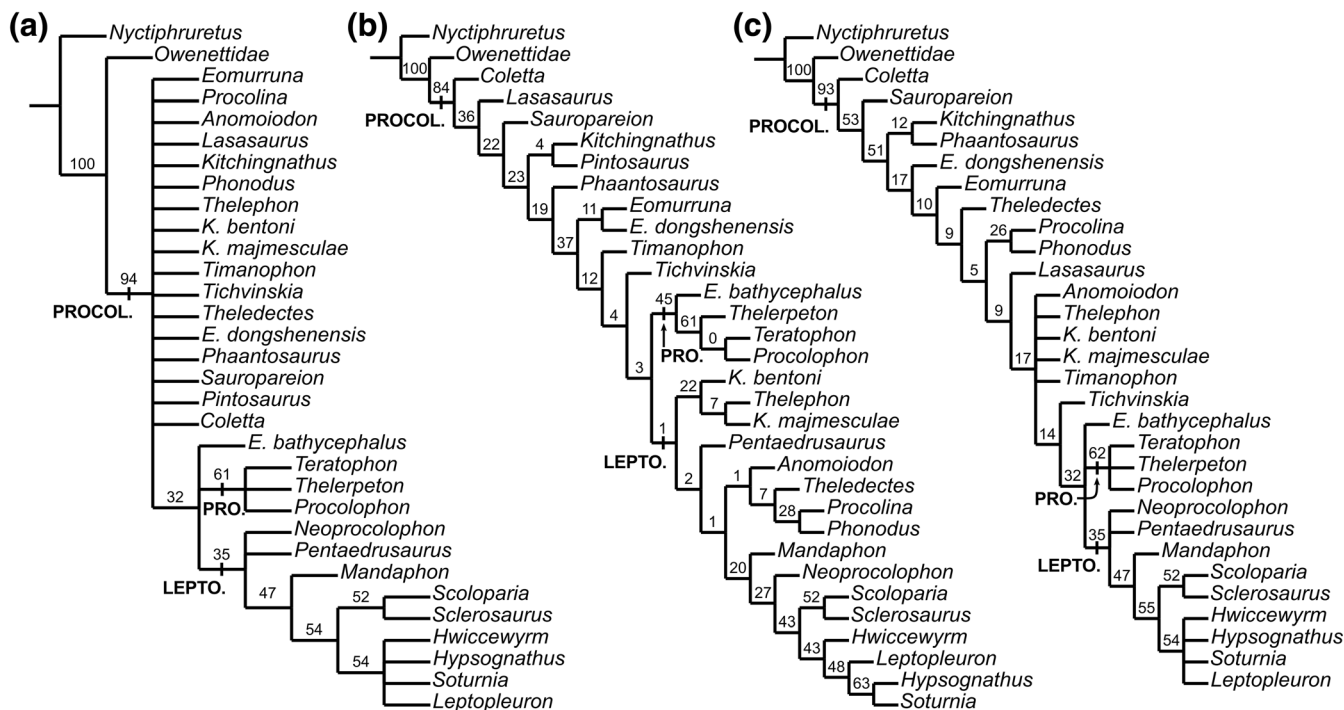 (a)
Nyctiphruretus
Owenettidae
Eomurruna
Procolina
Anomoiodon
Lasasaurus
Kitchingnathus
100
Phonodus
Thelephon
K. bentoni
K. majmesculae
Timanophon
94
Tichvinskia
PROCOL.
Theledectes
E. dongshenensis
Phaantosaurus
Sauropareion
Pintosaurus
Coletta
E. bathycephalus
Teratophon
61
Thelerpeton
32
PRO.
Procolophon
Neoprocolophon
35
Pentaedrusaurus
LEPTO.
Mandaphon
47
Scoloparia
52
Sclerosaurus
54
Hwiccewyrm
Hypsognathus
54
Soturnia
Leptopleuron
(b)
Nyctiphruretus
Owenettidae
100
Coletta
84
Lasasaurus
PROCOL.
36
Sauropareion
22
Kitchingnathus
4
Pintosaurus
23
Phaantosaurus
19
Eomurruna
11
E. dongshenensis
37
Timanophon
12
Tichvinskia
E. bathycephalus
45
4
Thelerpeton
61
Teratophon
0
PRO.
Procolophon
3
K. bentoni
22
Thelephon
7
K. majmesculae
1
Pentaedrusaurus
LEPTO.
Anomoiodon
2
1
Theledectes
7
Procolina
28
Phonodus
1
Mandaphon
20
Neoprocolophon
27
Scoloparia
52
Sclerosaurus
43
Hwiccewyrm
43
Leptopleuron
48
Hypsognathus
63
Soturnia
(c)
Nyctiphruretus
Owenettidae
100
Coletta
93
Sauropareion
PROCOL.
53
Kitchingnathus
12
Phaantosaurus
51
E. dongshenensis
17
Eomurruna
10
Theledectes
9
Procolina
26
Phonodus
5
Lasasaurus
Anomoiodon
9
Thelephon
K. bentoni
K. majmesculae
17
Timanophon
Tichvinskia
E. bathycephalus
14
Teratophon
62
Thelerpeton
32
Procolophon
PRO.
Neoprocolophon
35
Pentaedrusaurus
LEPTO.
Mandaphon
47
Scoloparia
52
Sclerosaurus
55
Hwiccewyrm
Hypsognathus
54
Soturnia
Leptopleuron